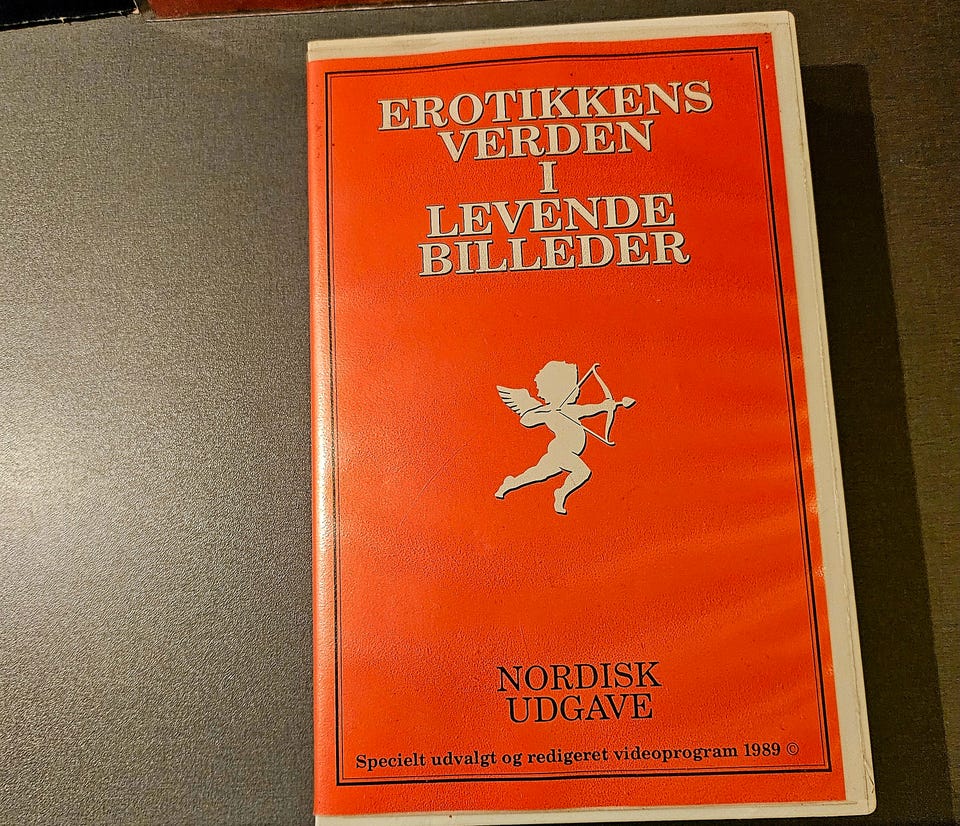 EROTIKKENS
VERDEN
I
LEVENDE
BILLEDER
NORDISK
UDGAVE
Specielt udvalgt og redigeret videoprogram 1989 ©